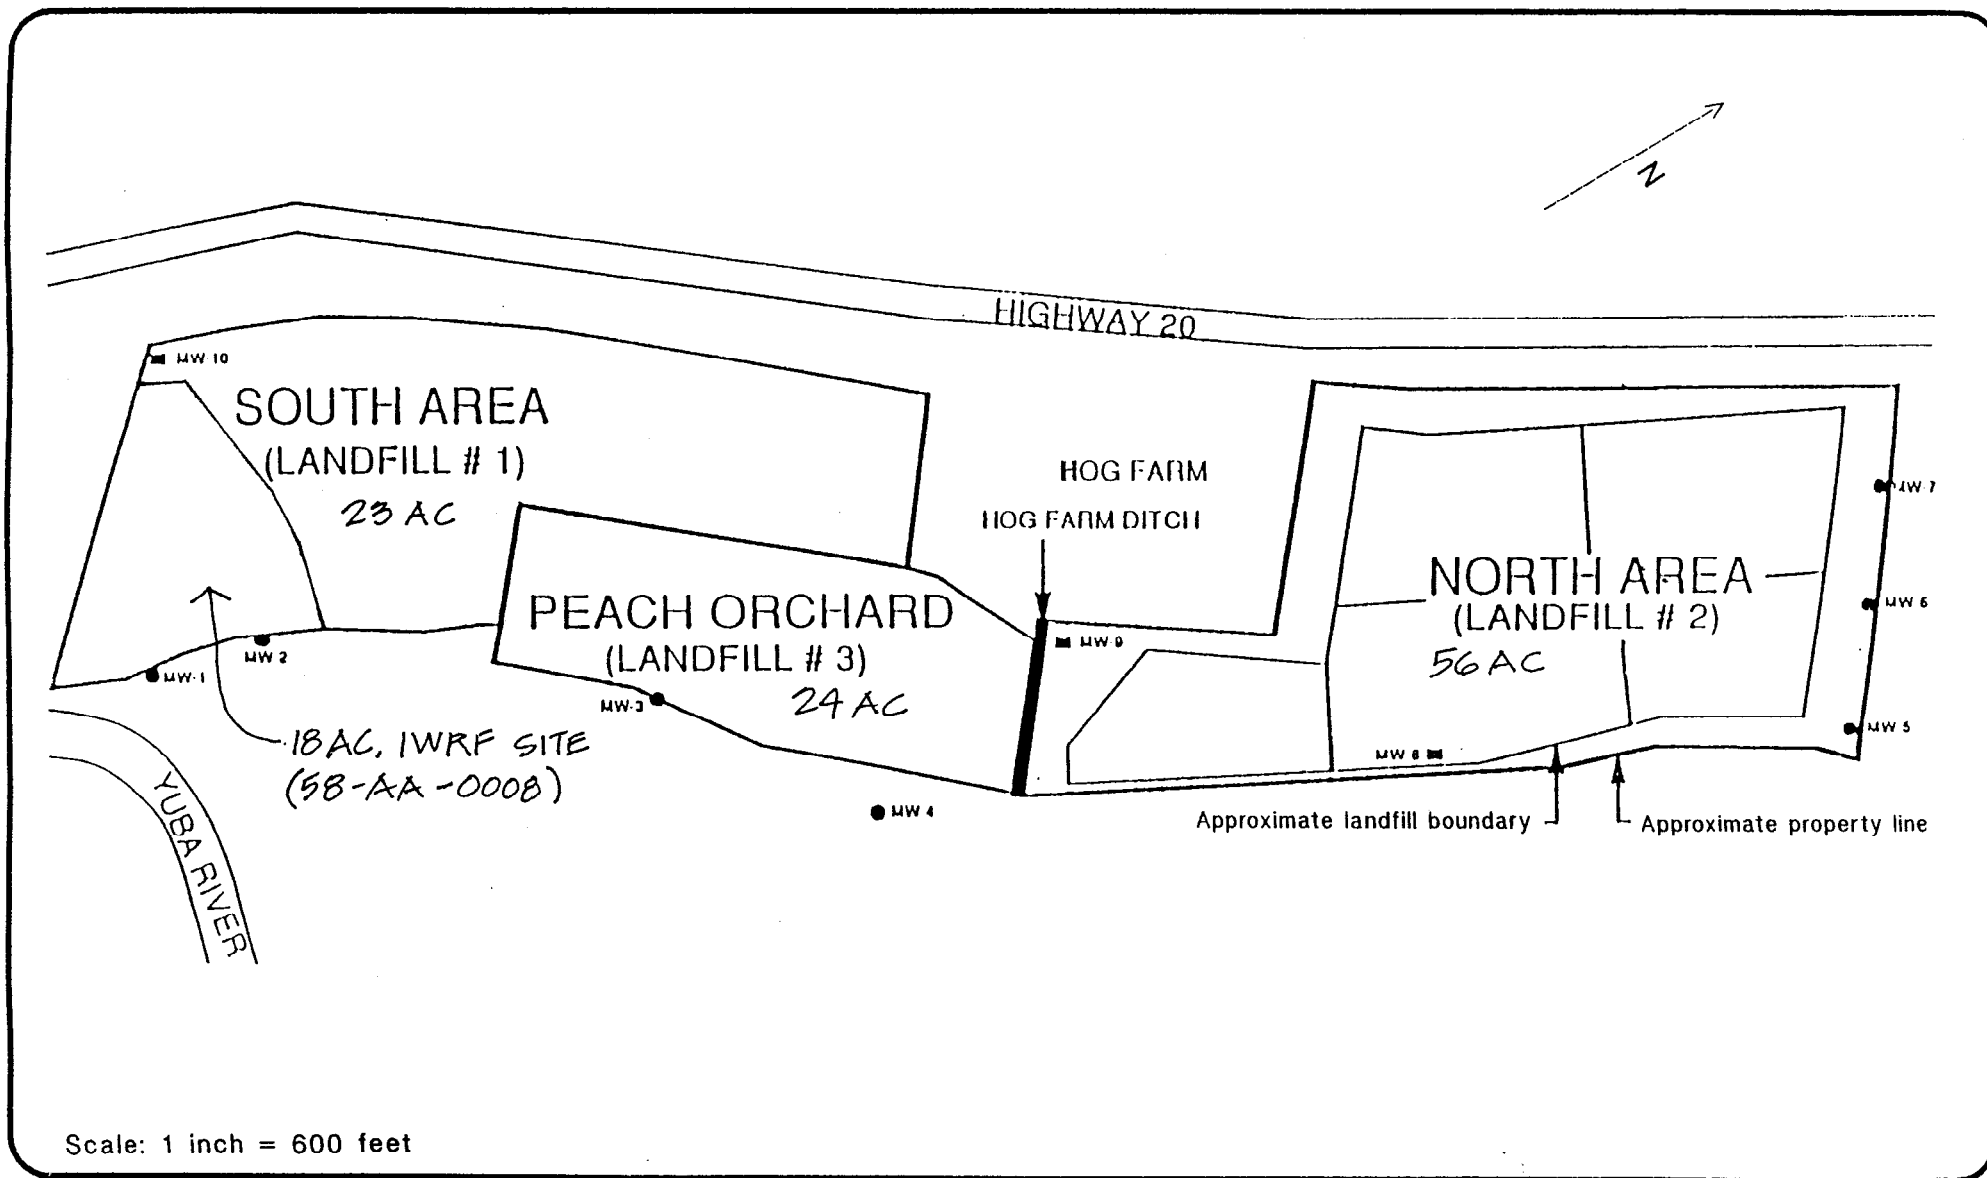 N
HIGHWAY 20
MW-10
SOUTH AREA
(LANDFILL # 1)
23 AC
HOG FARM
HOG FARM DITCH
MW-7
NORTH AREA
(LANDFILL # 2)
56 AC
PEACH ORCHARD
(LANDFILL # 3)
24 AC
MW-6
MW-9
MW-2
MW-1
MW-3
MW-5
18 AC, IWRF SITE
(58-AA-0008)
MW 8
MW 4
Approximate landfill boundary
Approximate property line
YUBA RIVER
Scale: 1 inch = 600 feet